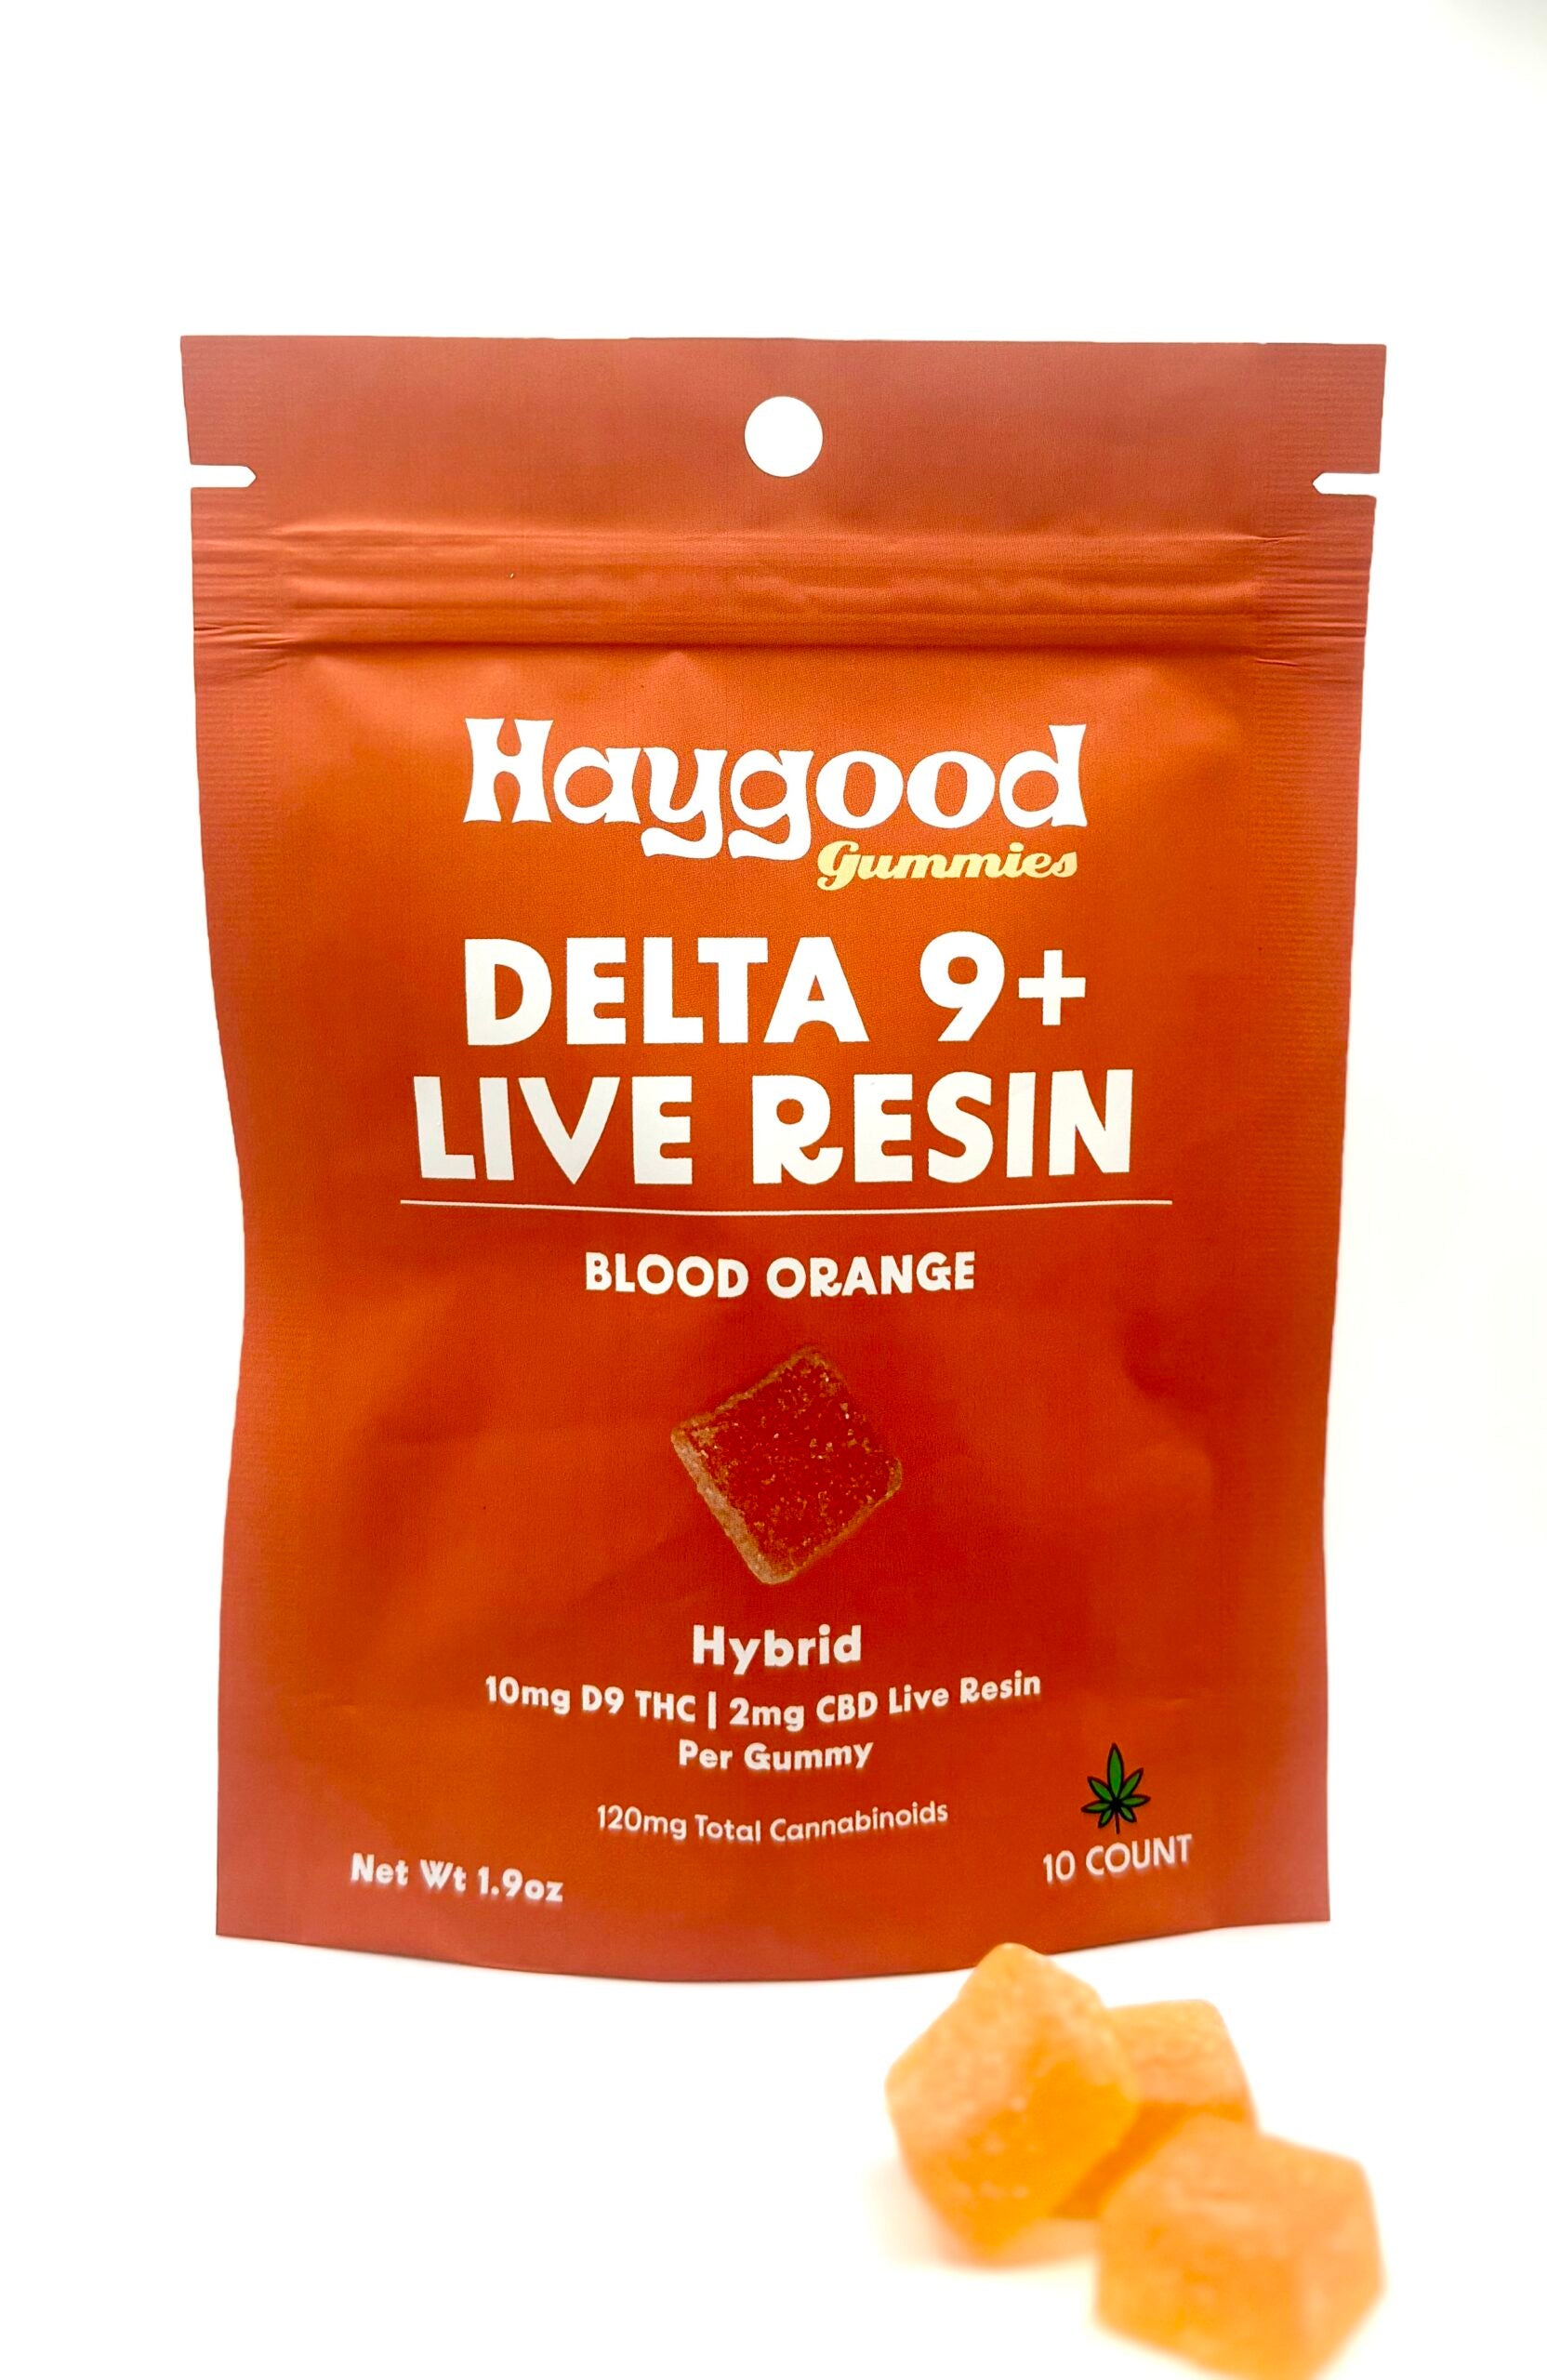 Haygood
Gummies
DELTA 9+
LIVE RESIN
BLOOD ORANGE
Hybrid
10mg D9 THC | 2mg CBD Live Resin
Per Gummy
120mg Total Cannabinoids
Net Wt 1.9oz
10 COUNT